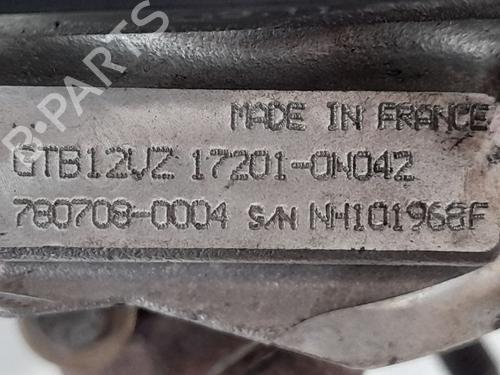 MADE IN FRANCE
GTB12VZ 17201-0N042
780708-0004 S/N NH101968F
B-PARTS